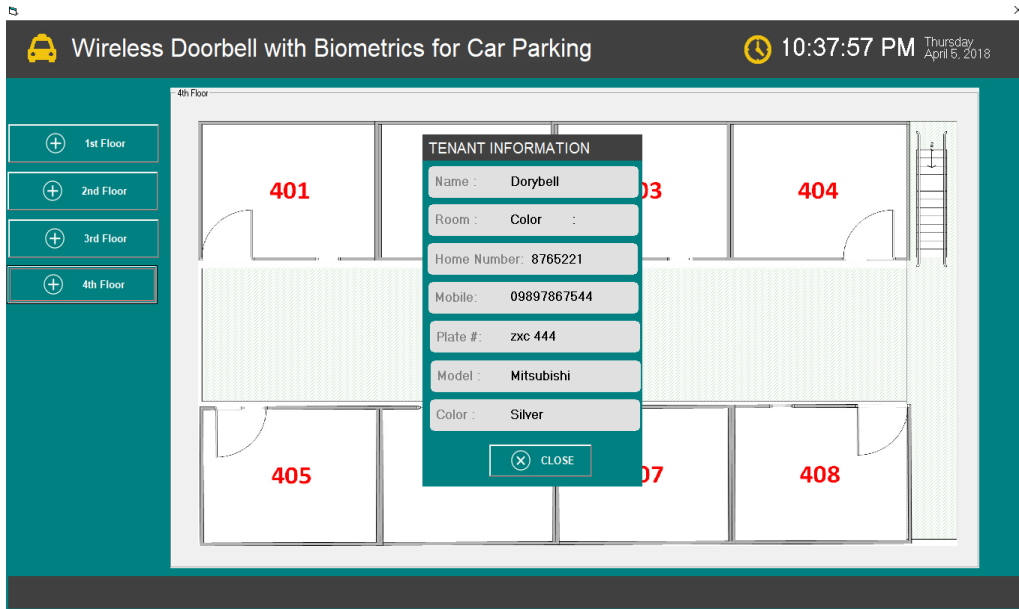 Wireless Doorbell with Biometrics for Car Parking
10:37:57 PM
Thursday
April 5, 2018
4th Floor
1st Floor
2nd Floor
3rd Floor
4th Floor
401
03
404
405
07
408
TENANT INFORMATION
Name : Dorybell
Room : Color :
Home Number: 8765221
Mobile: 09897867544
Plate #: zxc 444
Model : Mitsubishi
Color : Silver
CLOSE